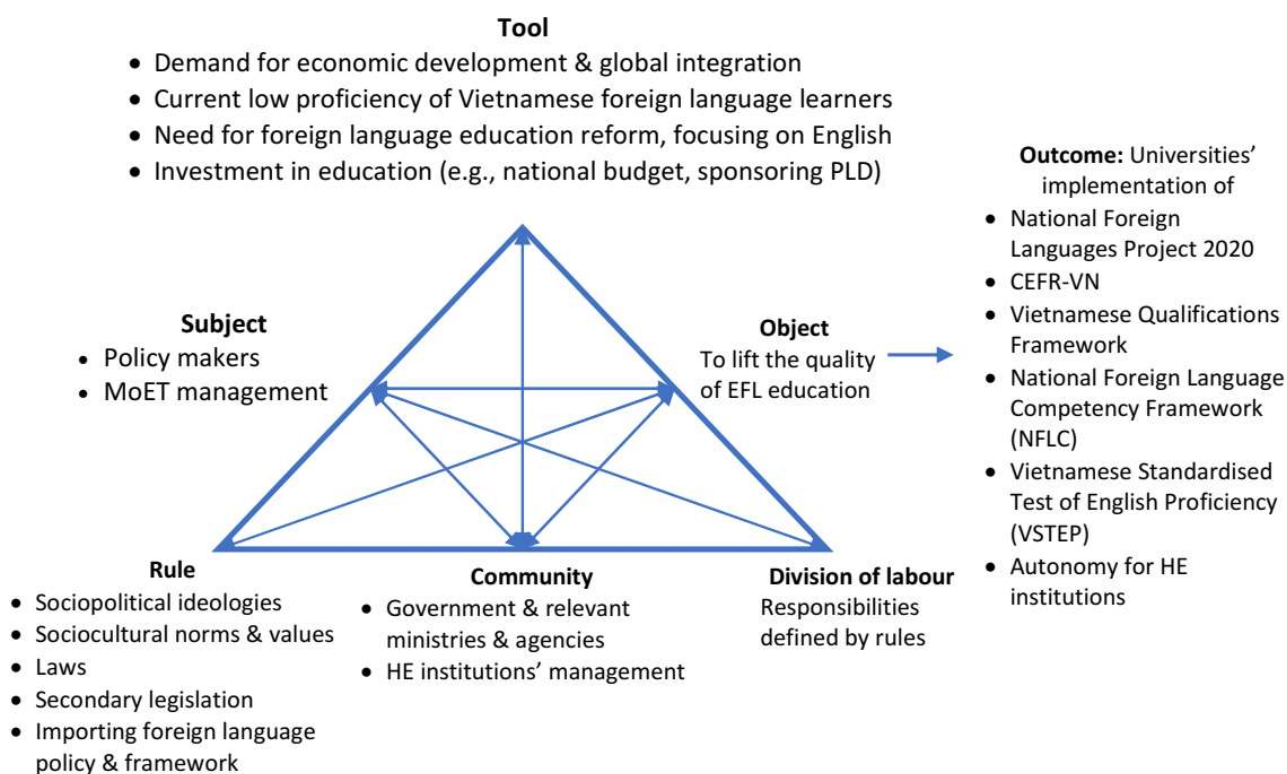 Tool
• Demand for economic development & global integration
• Current low proficiency of Vietnamese foreign language learners
• Need for foreign language education reform, focusing on English
• Investment in education (e.g., national budget, sponsoring PLD)
Subject
• Policy makers
• MoET management
Object
To lift the quality
of EFL education
Outcome: Universities’
implementation of
• National Foreign
Languages Project 2020
• CEFR-VN
• Vietnamese Qualifications
Framework
• National Foreign Language
Competency Framework
(NFLC)
• Vietnamese Standardised
Test of English Proficiency
(VSTEP)
• Autonomy for HE
institutions
Rule
• Sociopolitical ideologies
• Sociocultural norms & values
• Laws
• Secondary legislation
• Importing foreign language
policy & framework
Community
• Government & relevant
ministries & agencies
• HE institutions’ management
Division of labour
Responsibilities
defined by rules